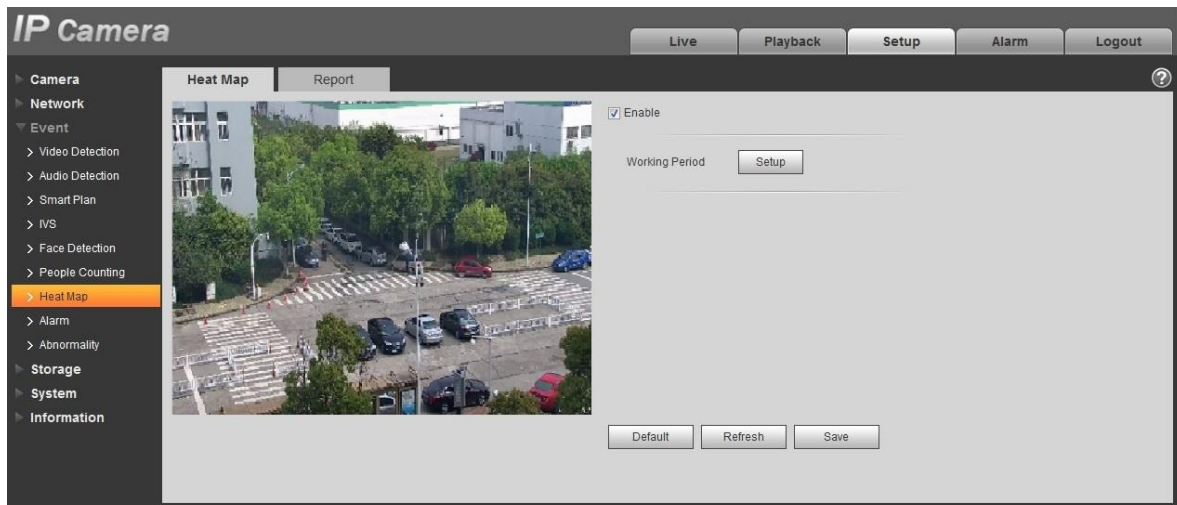 IP Camera
Live Playback Setup Alarm Logout
Camera
Network
Event
Video Detection
Audio Detection
Smart Plan
IVS
Face Detection
People Counting
Heat Map
Alarm
Abnormality
Storage
System
Information
Heat Map Report
?
Enable
Working Period Setup
Default Refresh Save